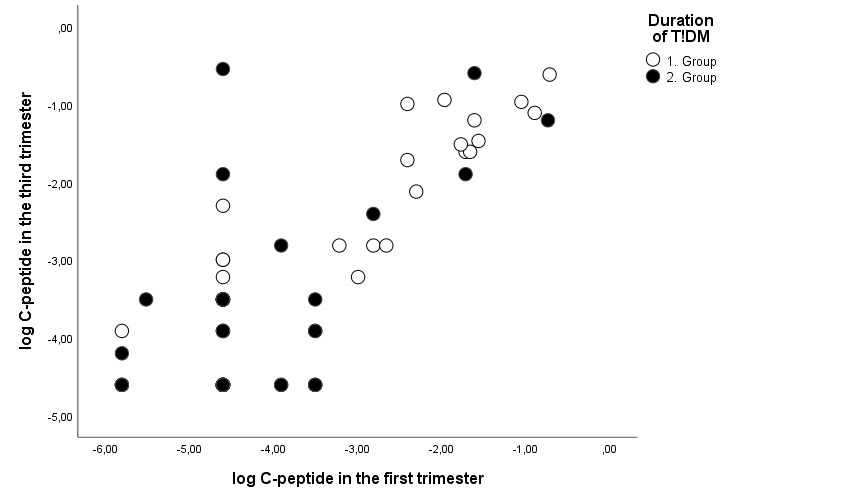 Duration
of T!DM
1. Group
2. Group
log C-peptide in the third trimester
,00
-1,00
-2,00
-3,00
-4,00
-5,00
-6,00 -5,00 -4,00 -3,00 -2,00 -1,00 ,00
log C-peptide in the first trimester